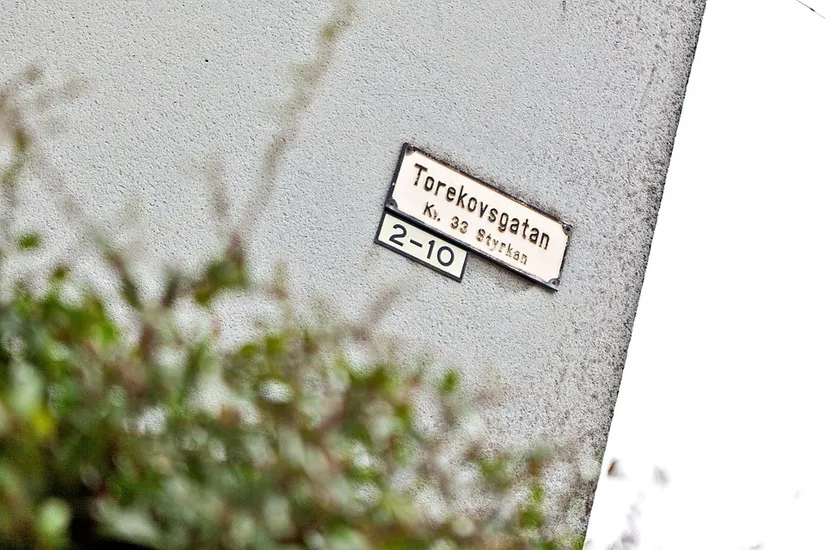 Torekovsgatan
Kv. 33 Styrkan
2-10